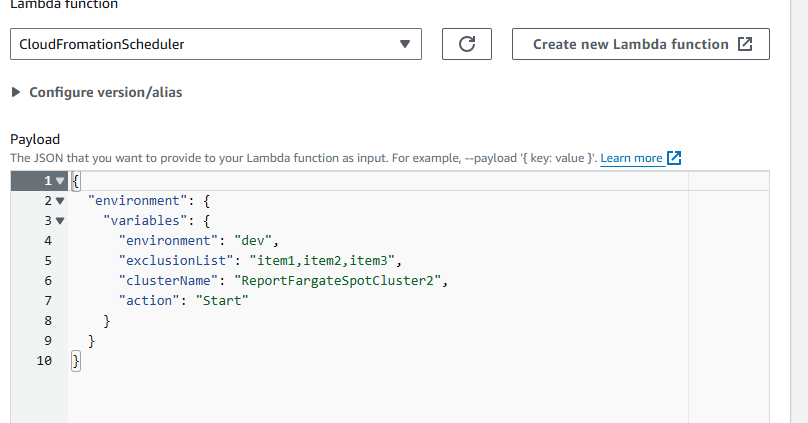 Lambda function
CloudFromationScheduler
Create new Lambda function
Configure version/alias
Payload
The JSON that you want to provide to your Lambda function as input. For example, --payload '{ key: value }'. Learn more
1 {
2 "environment": {
3 "variables": {
4 "environment": "dev",
5 "exclusionList": "item1,item2,item3",
6 "clusterName": "ReportFargateSpotCluster2",
7 "action": "Start"
8 }
9 }
10 }